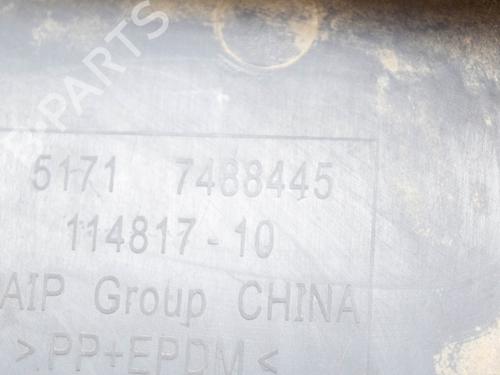 B-PARTS
5171 7488445
114817-10
AIP Group CHINA
>PP+EPDM<